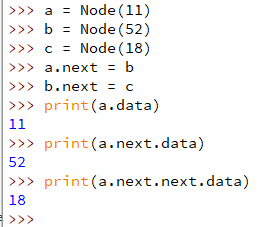 >>> a = Node(11)
>>> b = Node(52)
>>> c = Node(18)
>>> a.next = b
>>> b.next = c
>>> print(a.data)
11
>>> print(a.next.data)
52
>>> print(a.next.next.data)
18
>>>